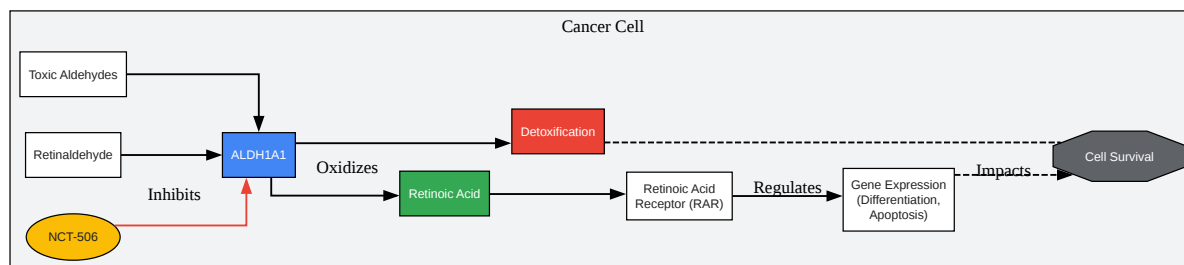 Cancer Cell
Toxic Aldehydes
Retinaldehyde
ALDH1A1
Detoxification
Oxidizes
Inhibits
Retinoic Acid
Retinoic Acid
Receptor (RAR)
Regulates
Gene Expression
(Differentiation,
Apoptosis)
Impacts
Cell Survival
NCT-506